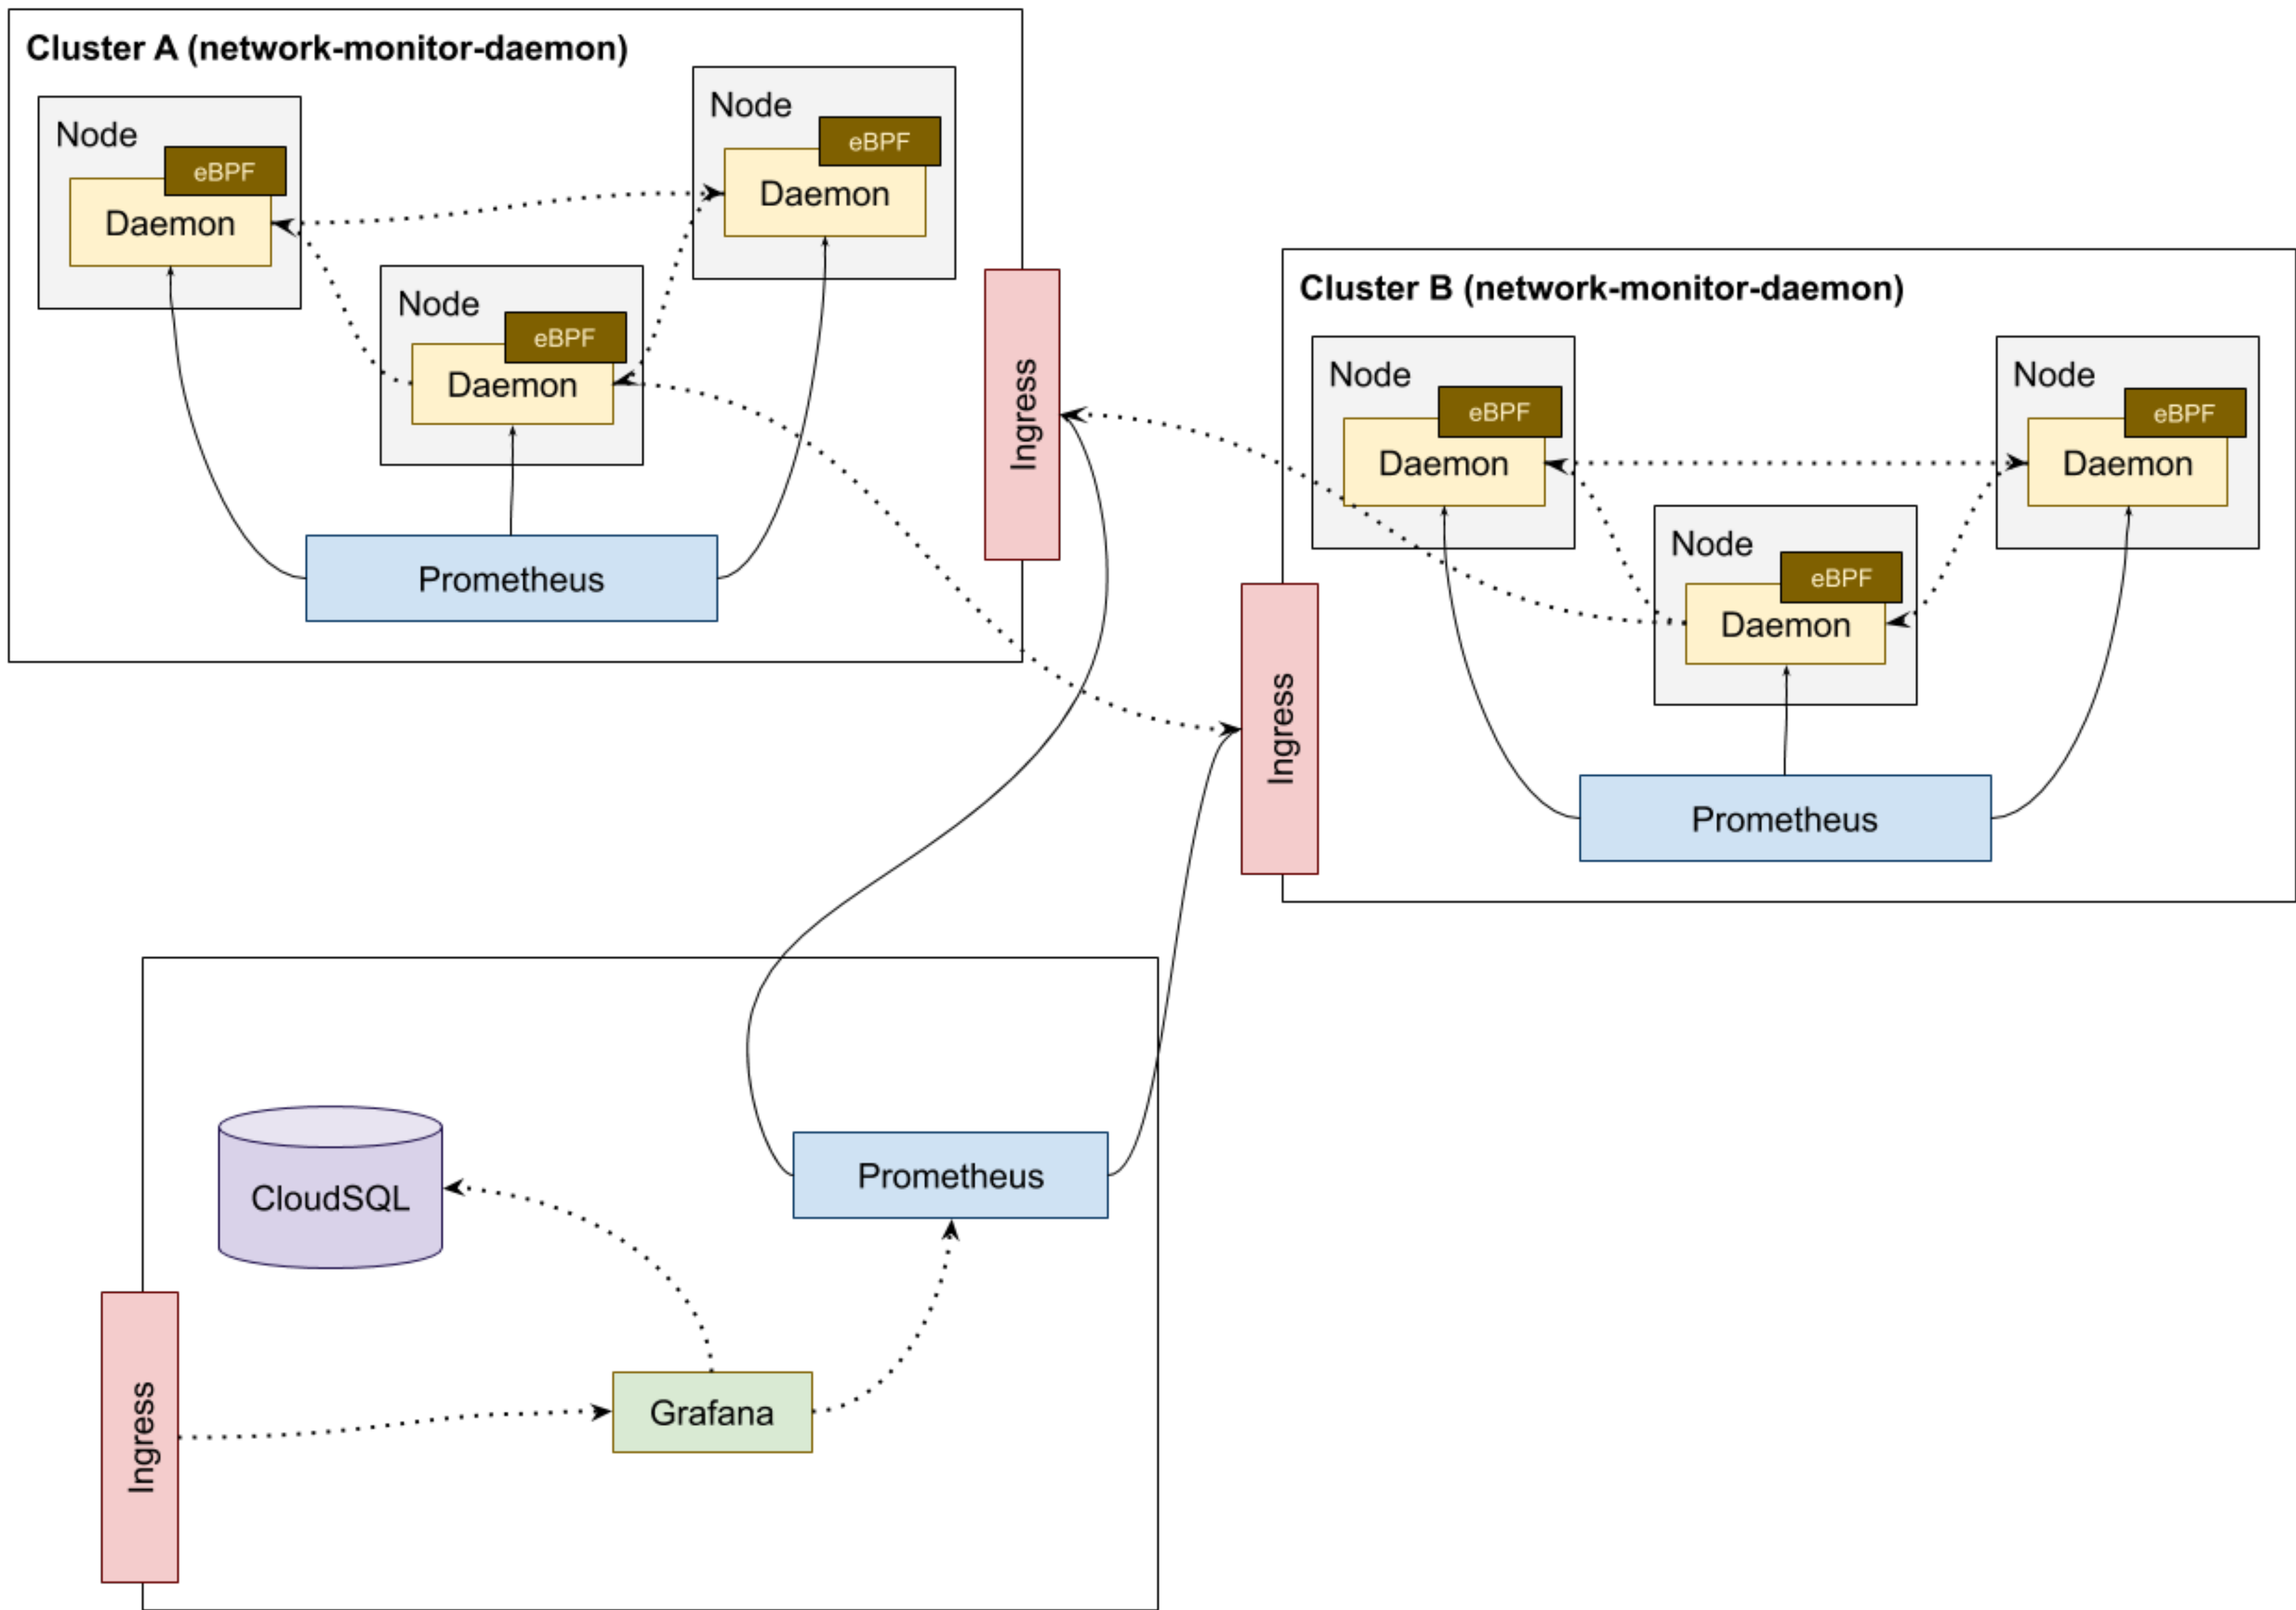 Cluster A (network-monitor-daemon)
Node
eBPF
Daemon
Node
eBPF
Daemon
Node
eBPF
Daemon
Prometheus
Ingress
Cluster B (network-monitor-daemon)
Node
eBPF
Daemon
Node
eBPF
Daemon
Node
eBPF
Daemon
Prometheus
Ingress
CloudSQL
Prometheus
Grafana
Ingress